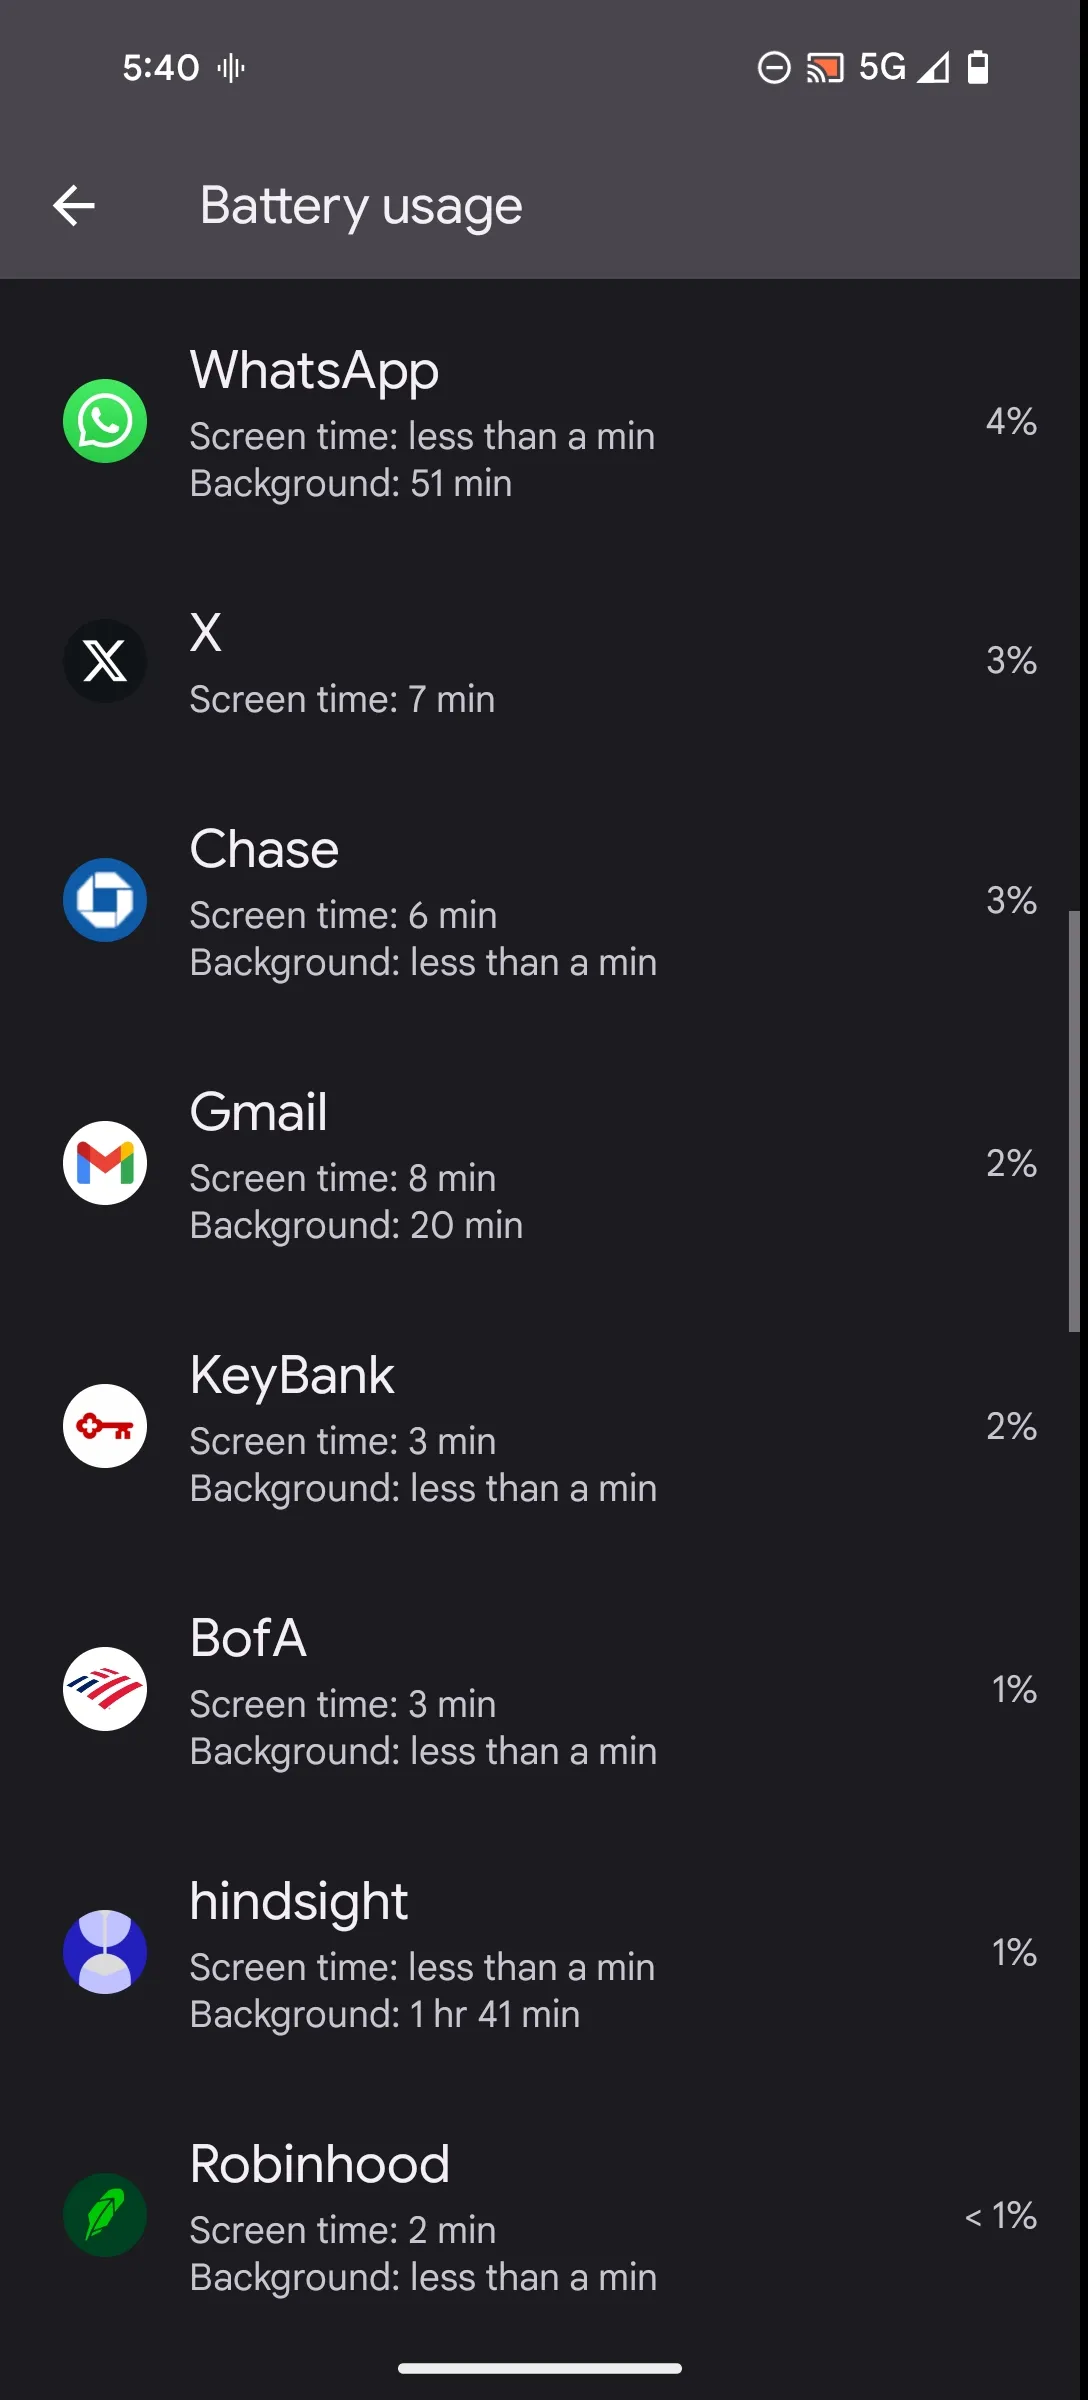 5:40 5G
Battery usage
WhatsApp
Screen time: less than a min
Background: 51 min
4%
X
Screen time: 7 min
3%
Chase
Screen time: 6 min
Background: less than a min
3%
Gmail
Screen time: 8 min
Background: 20 min
2%
KeyBank
Screen time: 3 min
Background: less than a min
2%
BofA
Screen time: 3 min
Background: less than a min
1%
hindsight
Screen time: less than a min
Background: 1 hr 41 min
1%
Robinhood
Screen time: 2 min
Background: less than a min
< 1%